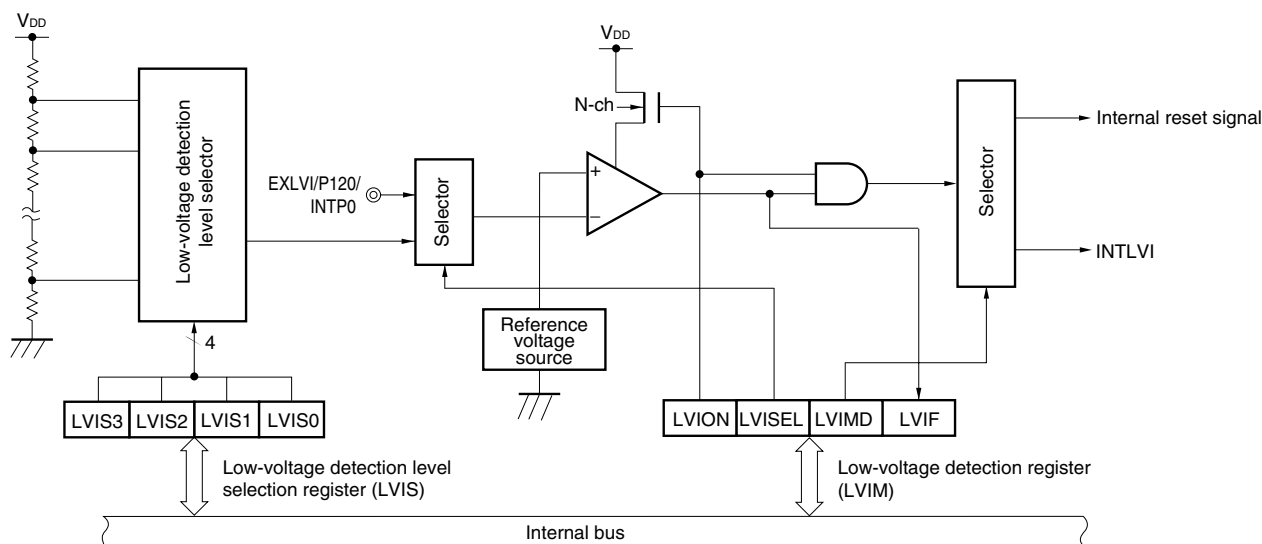 VDD
VDD
Low-voltage detection
level selector
N-ch
EXLVI/P120/
INTP0
Selector
+
−
Selector
Internal reset signal
INTLVI
Reference
voltage
source
4
LVIS3 LVIS2 LVIS1 LVIS0
LVION LVISEL LVIMD LVIF
Low-voltage detection level
selection register (LVIS)
Low-voltage detection register
(LVIM)
Internal bus